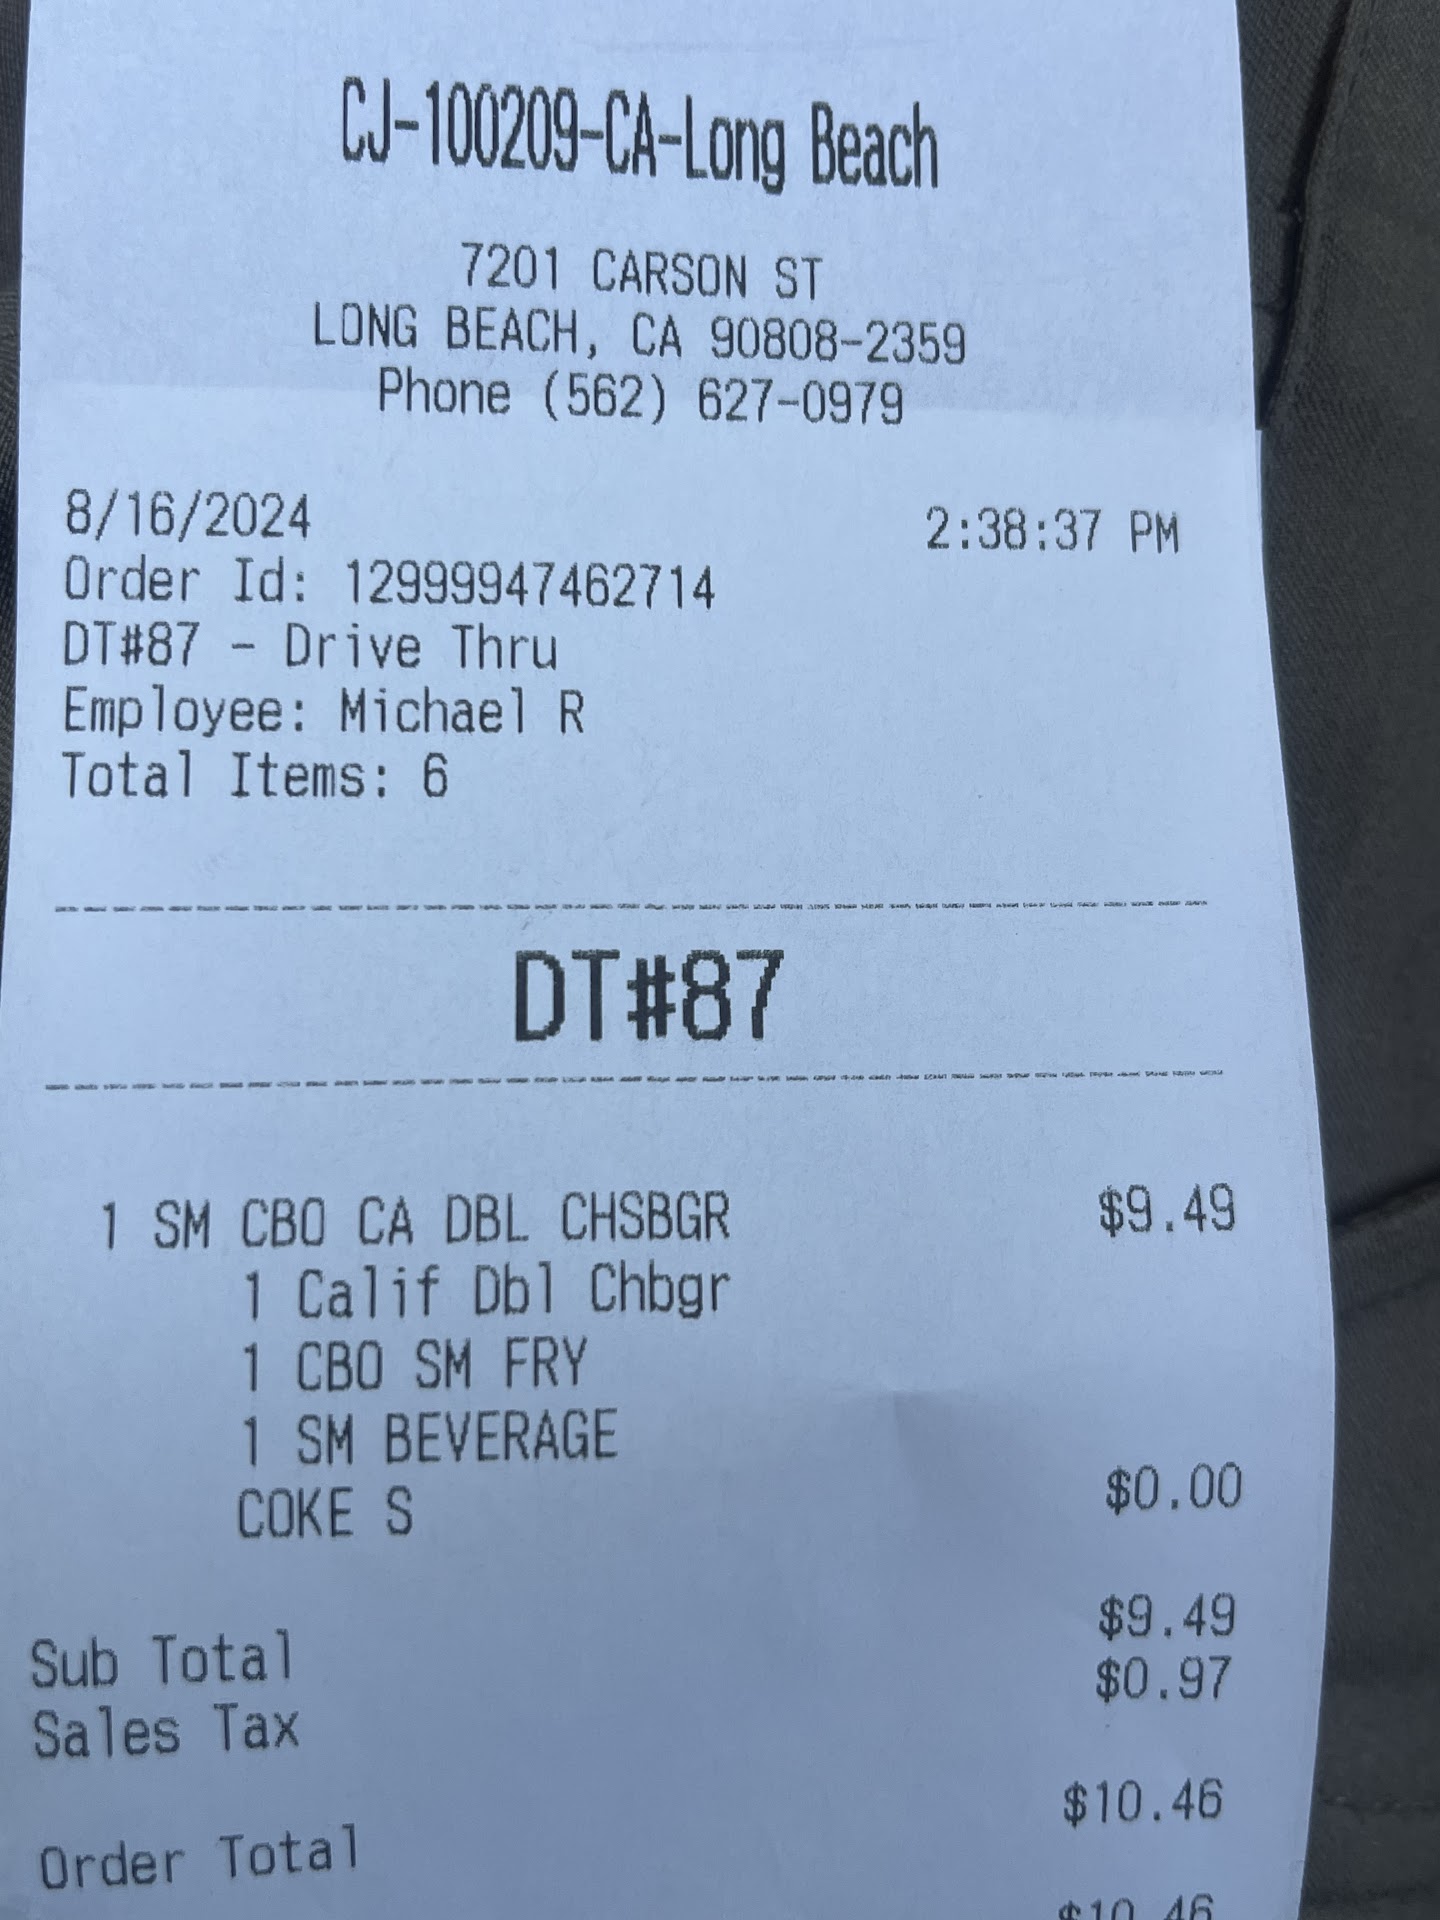 CJ-100209-CA-Long Beach
7201 CARSON ST
LONG BEACH, CA 90808-2359
Phone (562) 627-0979
8/16/2024 2:38:37 PM
Order Id: 12999947462714
DT#87 - Drive Thru
Employee: Michael R
Total Items: 6
DT#87
1 SM CBO CA DBL CHSBGR $9.49
1 Calif Dbl Chbgr
1 CBO SM FRY
1 SM BEVERAGE
COKE S $0.00
Sub Total $9.49
Sales Tax $0.97
Order Total $10.46
$10.46